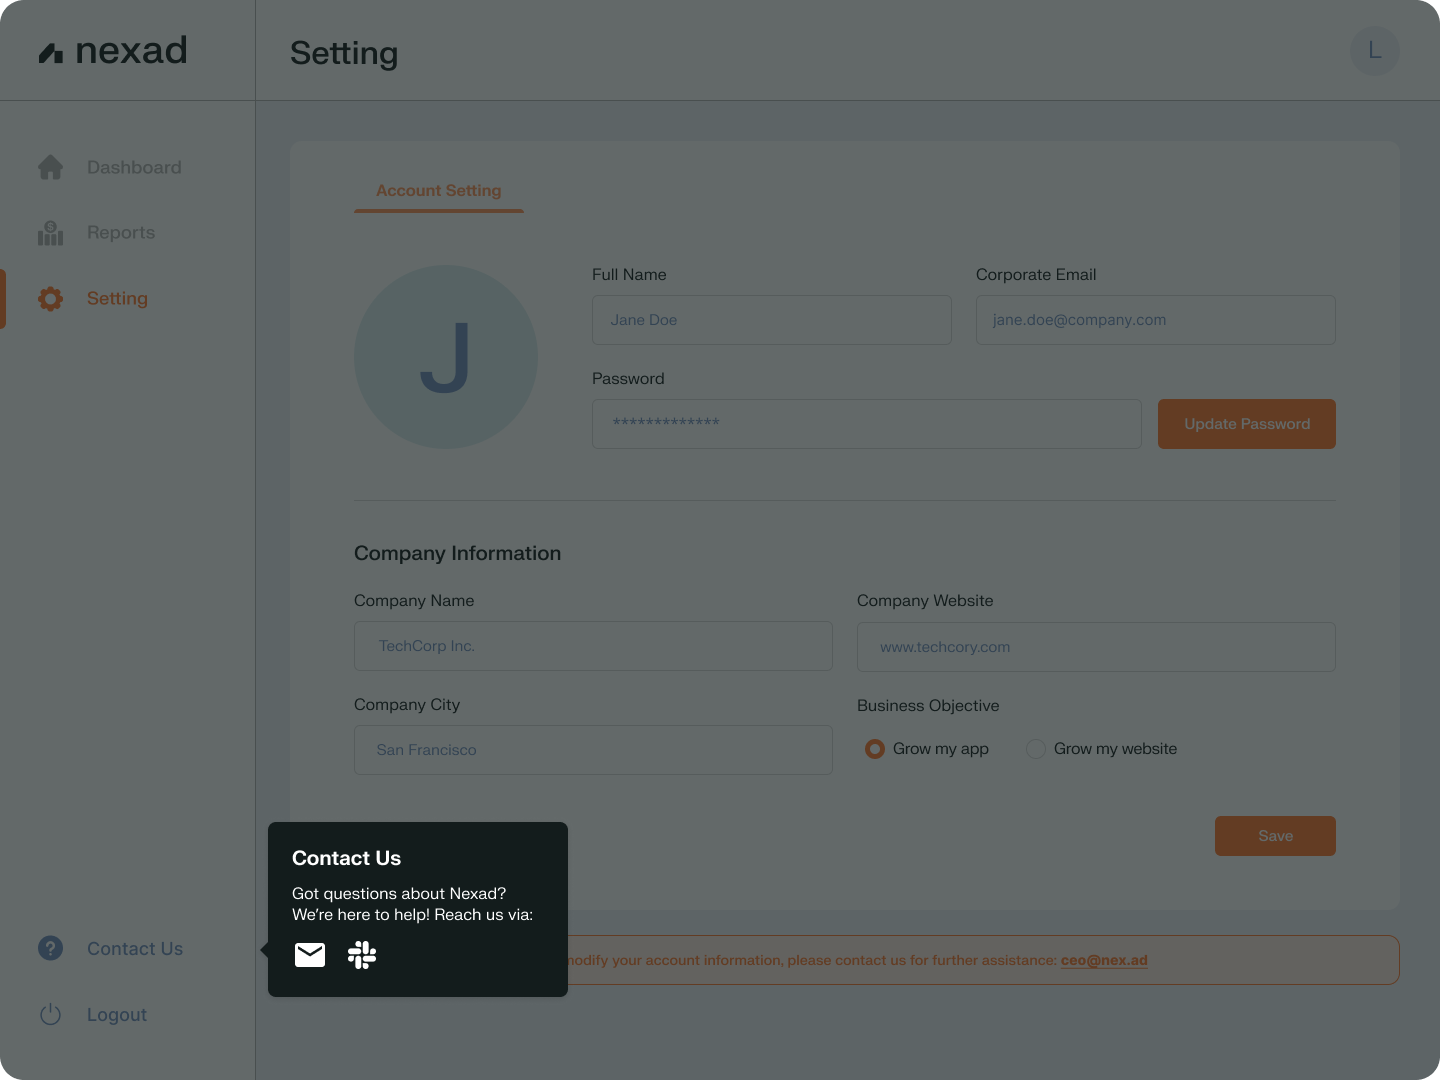 nexad
Setting
L
Dashboard
Reports
Setting
Account Setting
J
Full Name
Corporate Email
Jane Doe
jane.doe@company.com
Password
*************
Update Password
Company Information
Company Name
Company Website
TechCorp Inc.
www.techcory.com
Company City
Business Objective
San Francisco
Grow my app
Grow my website
Save
Contact Us
Got questions about Nexad?
We're here to help! Reach us via:
modify your account information, please contact us for further assistance: ceo@nex.ad
Contact Us
Logout